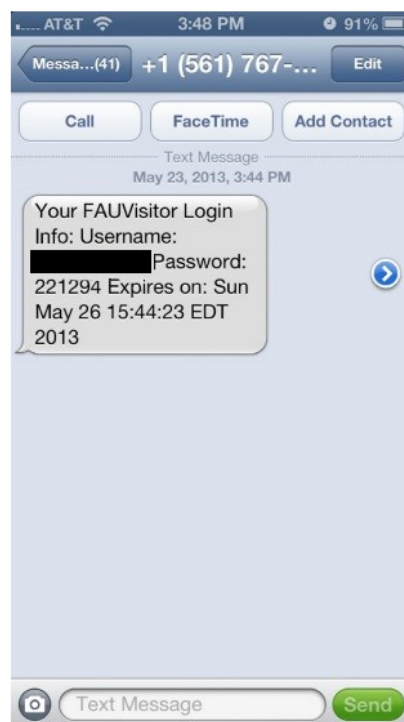 AT&T 3:48 PM 91%
Messa...(41) +1 (561) 767-... Edit
Call FaceTime Add Contact
Text Message
May 23, 2013, 3:44 PM
Your FAUVisitor Login
Info: Username:
Password:
221294 Expires on: Sun
May 26 15:44:23 EDT
2013
Text Message Send